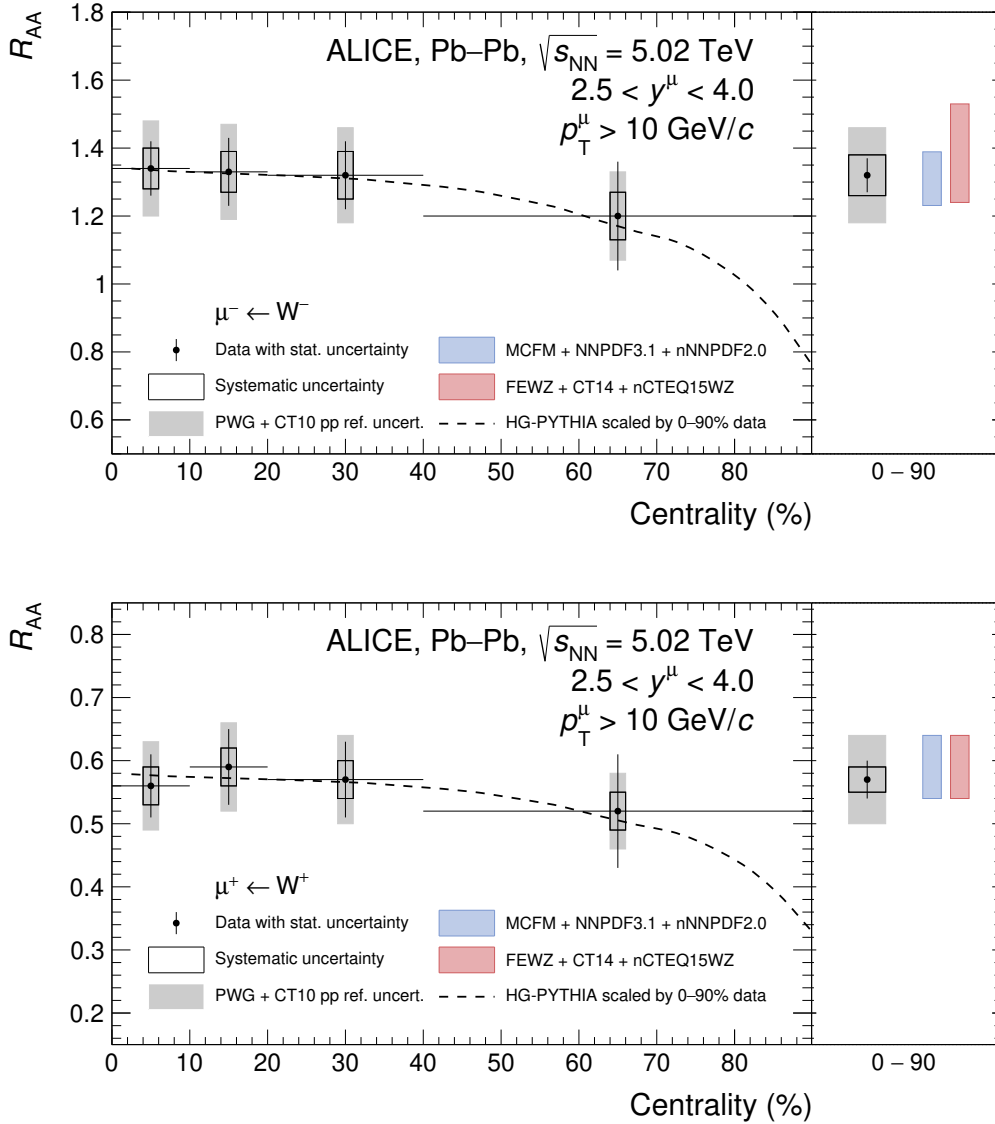 R_AA
1.8
1.6
1.4
1.2
1
0.8
0.6
ALICE, Pb–Pb, √s_NN = 5.02 TeV
2.5 < y^μ < 4.0
p_T^μ > 10 GeV/c
μ⁻ ← W⁻
Data with stat. uncertainty
MCFM + NNPDF3.1 + nNNPDF2.0
Systematic uncertainty
FEWZ + CT14 + nCTEQ15WZ
PWG + CT10 pp ref. uncert.
HG-PYTHIA scaled by 0–90% data
0 10 20 30 40 50 60 70 80
0 – 90
Centrality (%)
R_AA
0.8
0.7
0.6
0.5
0.4
0.3
0.2
ALICE, Pb–Pb, √s_NN = 5.02 TeV
2.5 < y^μ < 4.0
p_T^μ > 10 GeV/c
μ⁺ ← W⁺
Data with stat. uncertainty
MCFM + NNPDF3.1 + nNNPDF2.0
Systematic uncertainty
FEWZ + CT14 + nCTEQ15WZ
PWG + CT10 pp ref. uncert.
HG-PYTHIA scaled by 0–90% data
0 10 20 30 40 50 60 70 80
0 – 90
Centrality (%)